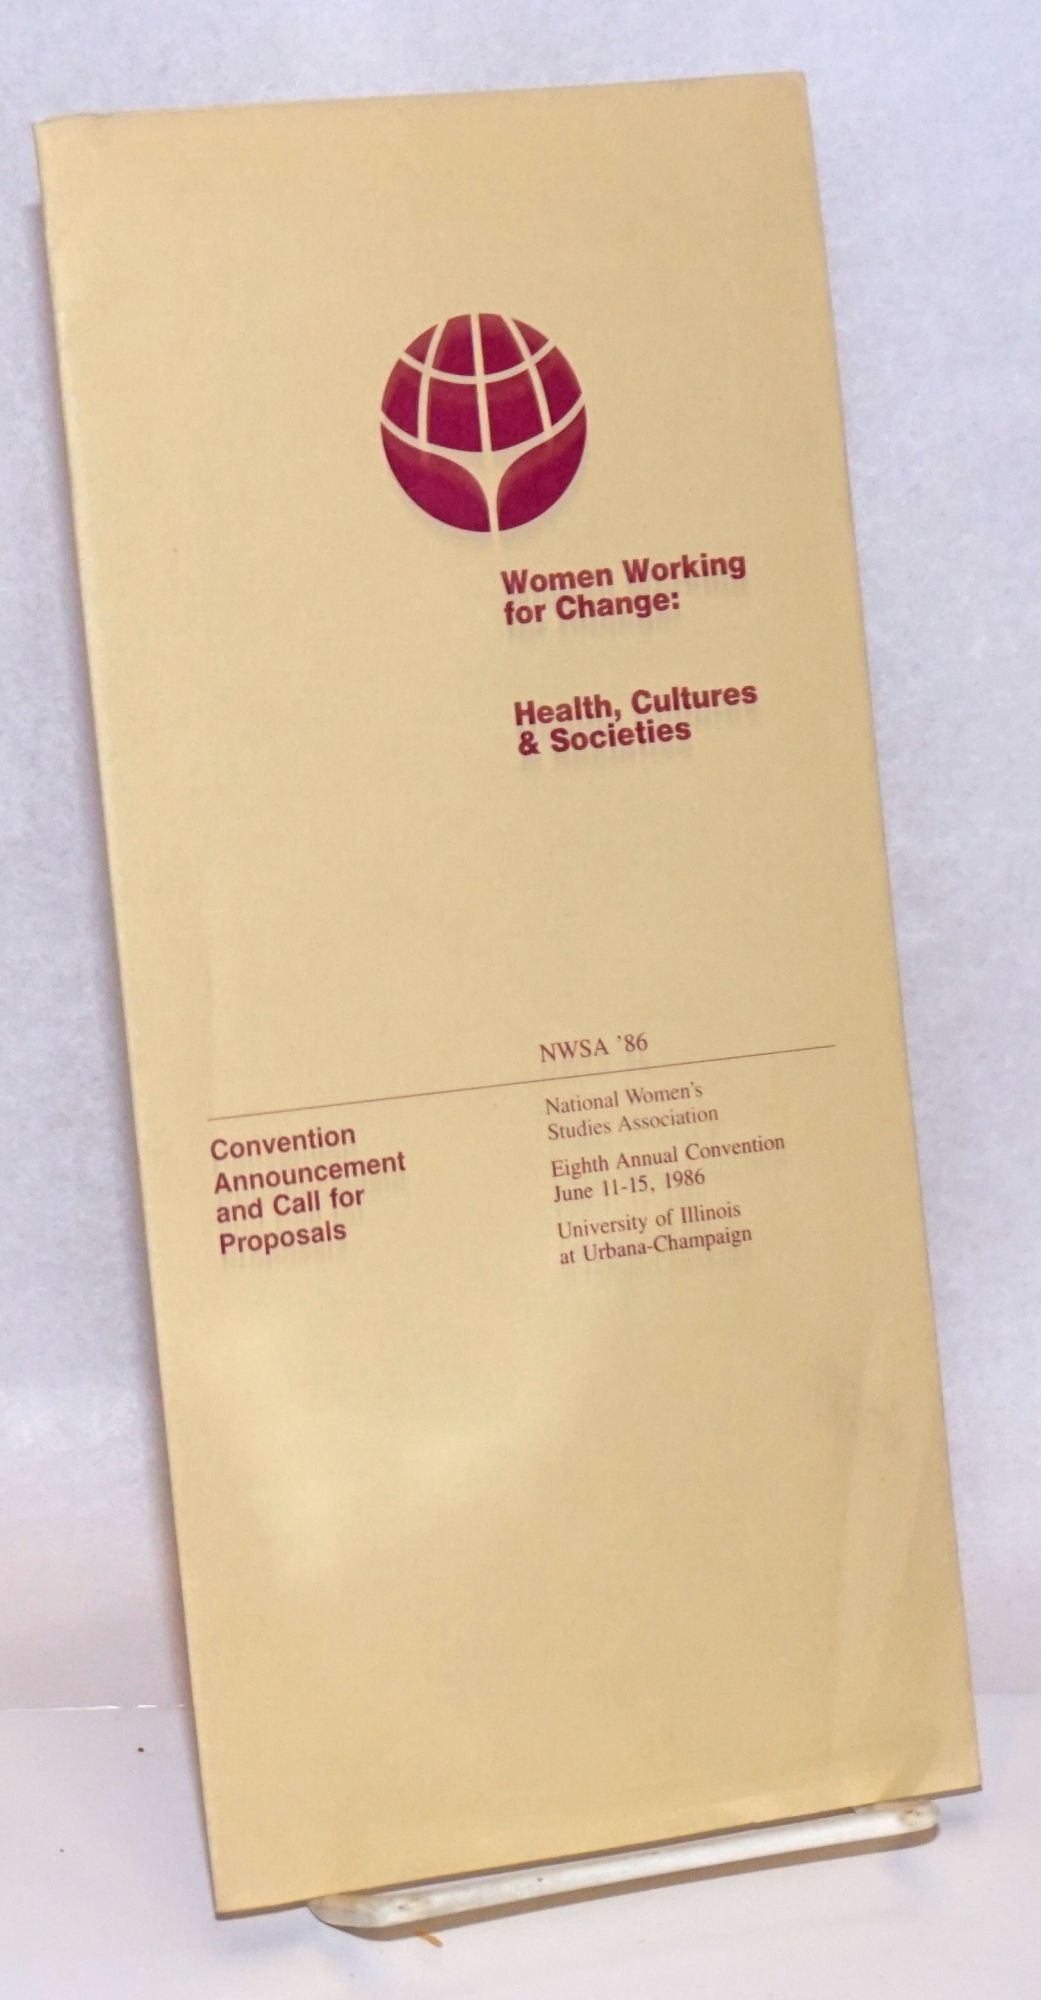 Women Working
for Change:
Health, Cultures
& Societies
NWSA '86
Convention
Announcement
and Call for
Proposals
National Women's
Studies Association
Eighth Annual Convention
June 11-15, 1986
University of Illinois
at Urbana-Champaign